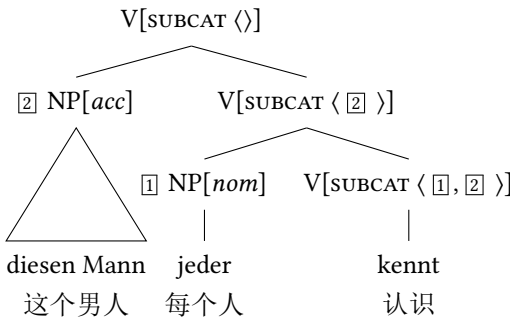 V[SUBCAT ⟨⟩]
[2] NP[acc] V[SUBCAT ⟨ [2] ⟩]
[1] NP[nom] V[SUBCAT ⟨ [1], [2] ⟩]
diesen Mann jeder kennt
这个男人 每个人 认识